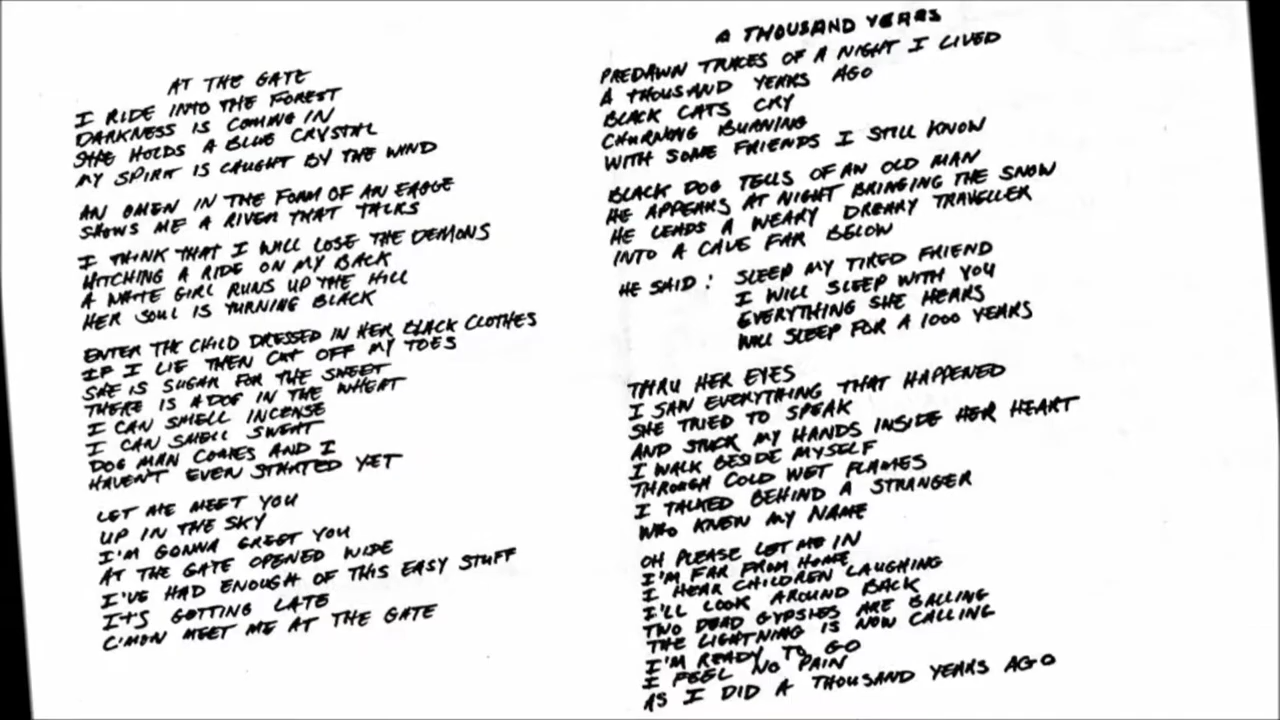 AT THE GATE
I RIDE INTO THE FOREST
DARKNESS IS COMING IN
SHE HOLDS A BLUE CRYSTAL
MY SPIRIT IS CAUGHT BY THE WIND
AN OMEN IN THE FORM OF AN EAGLE
SHOWS ME A RIVER THAT TALKS
I THINK THAT I WILL LOSE THE DEMONS
HITCHING A RIDE ON MY BACK
A WHITE GIRL RUNS UP THE HILL
HER SOUL IS TURNING BLACK
ENTER THE CHILD DRESSED IN HER BLACK CLOTHES
IF I LIE THEN CUT OFF MY TOES
SHE IS SUGAR FOR THE SWEET
THERE IS A DOG IN THE WHEAT
I CAN SMELL INCENSE
I CAN SMELL SWEAT
DOG MAN COMES AND I
HAVEN'T EVEN STARTED YET
LET ME MEET YOU
UP IN THE SKY
I'M GONNA GREET YOU
AT THE GATE OPENED WIDE
I'VE HAD ENOUGH OF THIS EASY STUFF
IT'S GETTING LATE
C'MON MEET ME AT THE GATE
A THOUSAND YEARS
PREDAWN TRACES OF A NIGHT I LIVED
A THOUSAND YEARS AGO
BLACK CATS CRY
CHURNING BURNING
WITH SOME FRIENDS I STILL KNOW
BLACK DOG TELLS OF AN OLD MAN
HE APPEARS AT NIGHT BRINGING THE SNOW
HE LEADS A WEARY DREARY TRAVELLER
INTO A CAVE FAR BELOW
HE SAID: SLEEP MY TIRED FRIEND
I WILL SLEEP WITH YOU
EVERYTHING SHE HEARS
WILL SLEEP FOR A 1000 YEARS
THRU HER EYES
I SAW EVERYTHING THAT HAPPENED
SHE TRIED TO SPEAK
AND STUCK MY HANDS INSIDE HER HEART
I WALK BESIDE MYSELF
THROUGH COLD WET FLAMES
I TALKED BEHIND A STRANGER
WHO KNEW MY NAME
OH PLEASE LET ME IN
I'M FAR FROM HOME
I HEAR CHILDREN LAUGHING
I'LL LOOK AROUND BACK
TWO DEAD GYPSIES ARE BALLING
THE LIGHTNING IS NOW CALLING
I'M READY TO GO
I FEEL NO PAIN
AS I DID A THOUSAND YEARS AGO